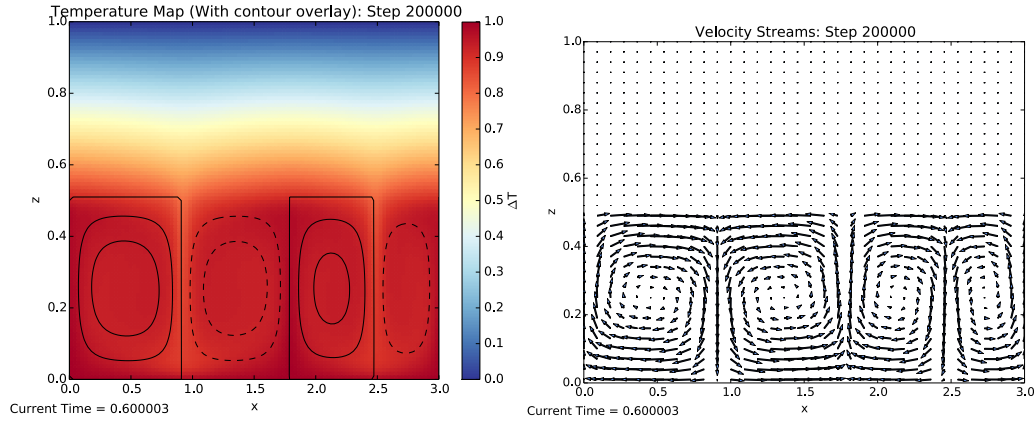 Temperature Map (With contour overlay): Step 200000
1.0
0.8
0.6
0.4
0.2
0.0
z
0.0 0.5 1.0 1.5 2.0 2.5 3.0
x
Current Time = 0.600003
1.0
0.9
0.8
0.7
0.6
0.5
0.4
0.3
0.2
0.1
0.0
ΔT
Velocity Streams: Step 200000
1.0
0.8
0.6
0.4
0.2
0.0
z
0.0 0.5 1.0 1.5 2.0 2.5 3.0
x
Current Time = 0.600003